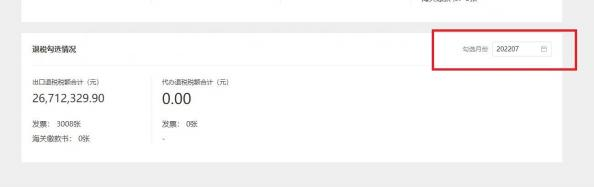 退税勾选情况
勾选月份 202207
出口退税税额合计（元）
26,712,329.90
发票： 3008张
海关缴款书： 0张
代办退税税额合计（元）
0.00
发票： 0张
-